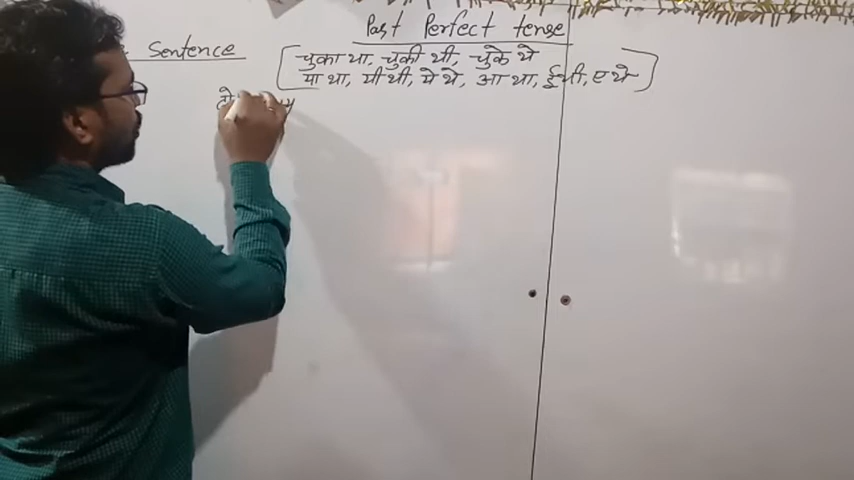 Past Perfect tense
Sentence
चुका था, चुकी थी, चुके थे
या था, यी थी, ये थे, आ था, ई थी, ए थे